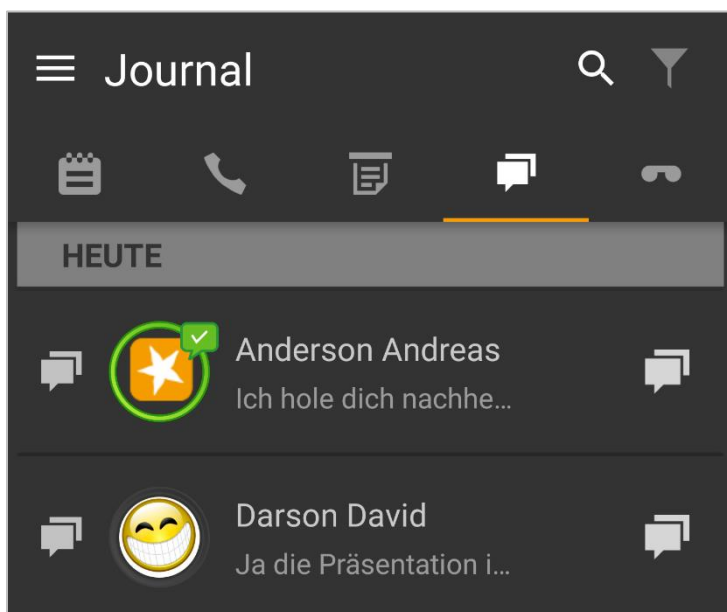 Journal
HEUTE
Anderson Andreas
Ich hole dich nachhe...
Darson David
Ja die Präsentation i...